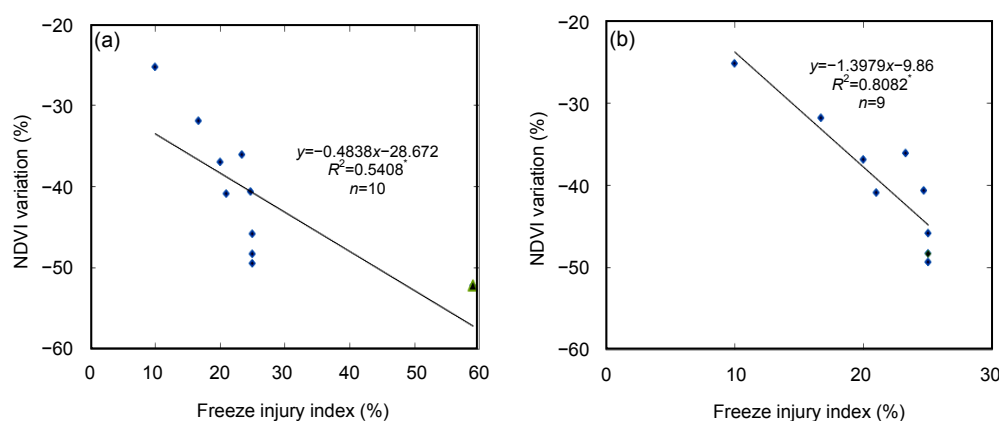 (a)
NDVI variation (%)
−20
−30
−40
−50
−60
y=−0.4838x−28.672
R²=0.5408*
n=10
0 10 20 30 40 50 60
Freeze injury index (%)
(b)
NDVI variation (%)
−20
−30
−40
−50
−60
y=−1.3979x−9.86
R²=0.8082*
n=9
0 10 20 30
Freeze injury index (%)